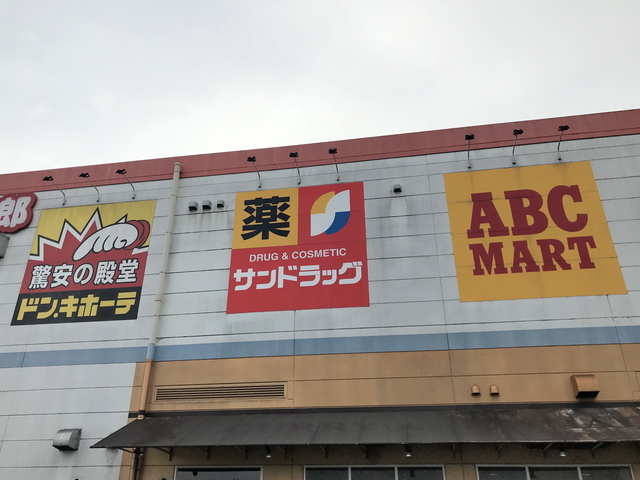 郎
驚安の殿堂
ドン.キホーテ
薬
DRUG & COSMETIC
サンドラッグ
ABC
MART